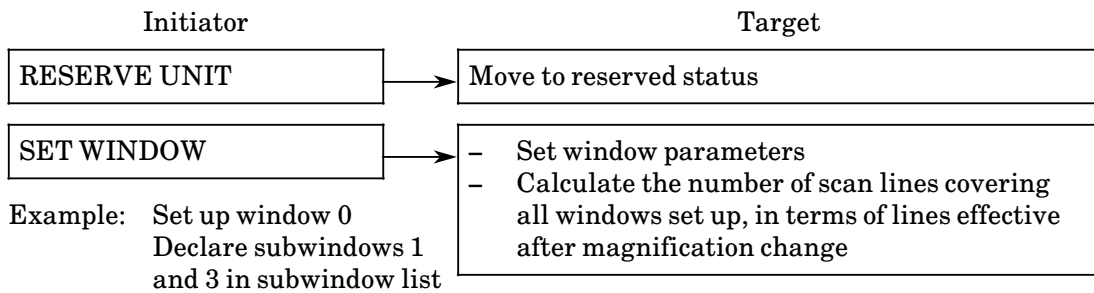 Initiator Target
RESERVE UNIT Move to reserved status
SET WINDOW – Set window parameters
– Calculate the number of scan lines covering
all windows set up, in terms of lines effective
after magnification change
Example: Set up window 0
Declare subwindows 1
and 3 in subwindow list